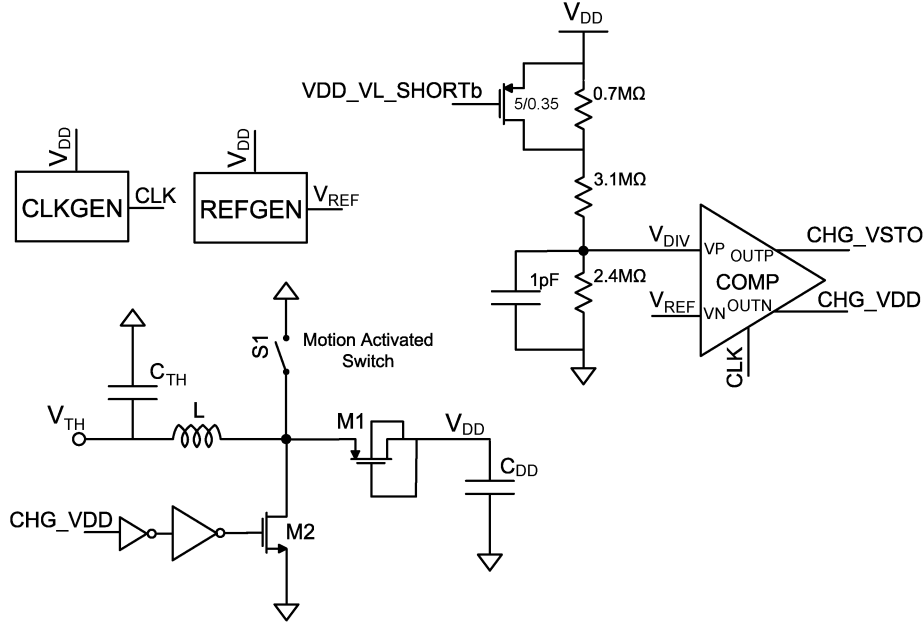 VDD
VDD_VL_SHORTb
5/0.35
0.7MΩ
3.1MΩ
VDD
CLKGEN
CLK
VDD
REFGEN
VREF
VDIV
VP
OUTP
CHG_VSTO
COMP
1pF
2.4MΩ
VREF
VN
OUTN
CHG_VDD
CLK
S1
Motion Activated
Switch
CTH
VTH
L
M1
VDD
CDD
CHG_VDD
M2